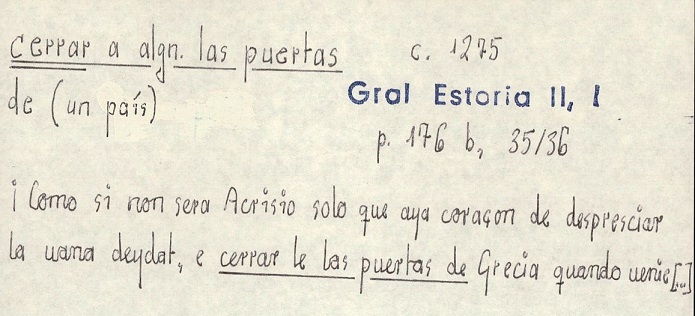 cerrar a algn. las puertas
de (un país)
c. 1275
Gral Estoria II, I
p. 176 b, 35/36
¡Como si non sera Acrisio solo que aya coraçon de despresciar
la uana deydat, e cerrar le las puertas de Grecia quando uenie[...]